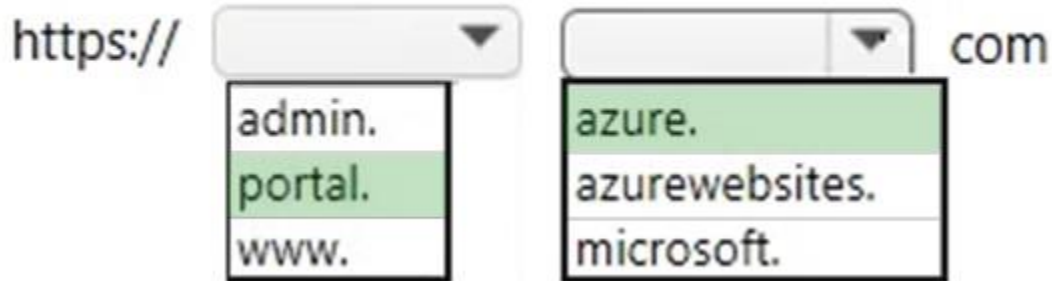 https:// com
admin. azure.
portal. azurewebsites.
www. microsoft.